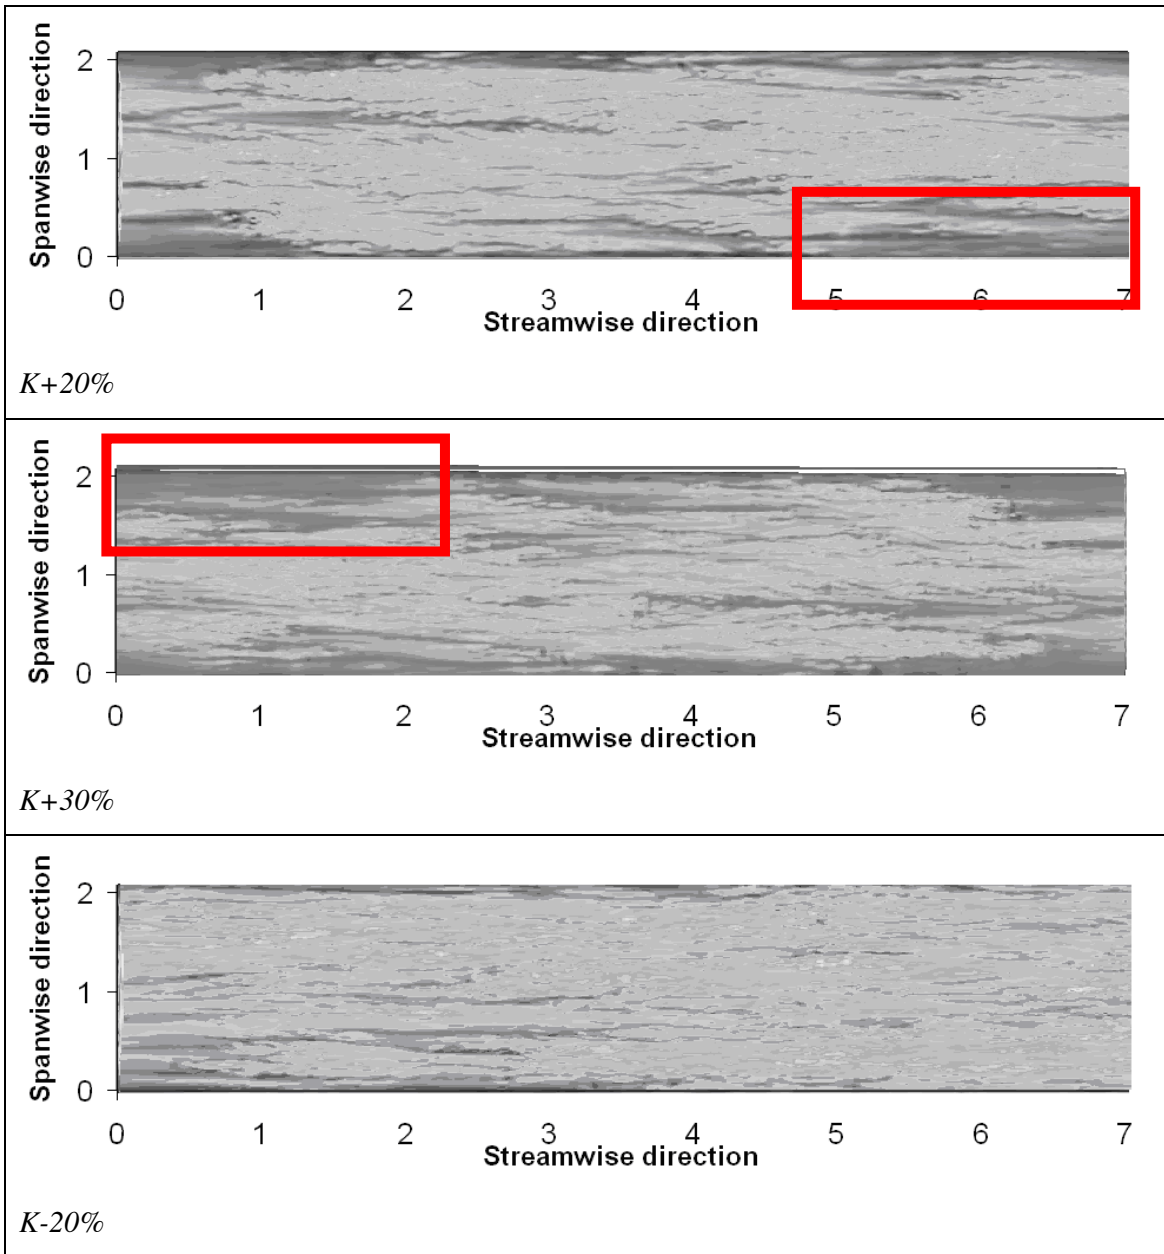 Spanwise direction
2
1
0
0 1 2 3 4 5 6 7
Streamwise direction
K+20%
Spanwise direction
2
1
0
0 1 2 3 4 5 6 7
Streamwise direction
K+30%
Spanwise direction
2
1
0
0 1 2 3 4 5 6 7
Streamwise direction
K-20%